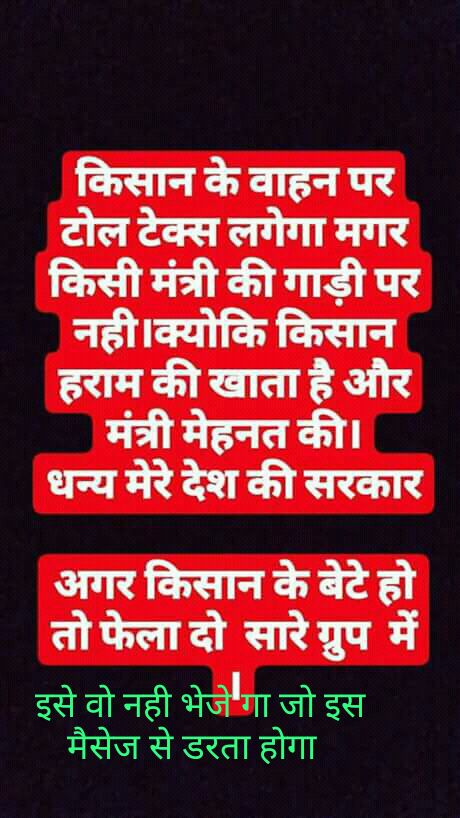 किसान के वाहन पर
टोल टेक्स लगेगा मगर
किसी मंत्री की गाड़ी पर
नही।क्योकि किसान
हराम की खाता है और
मंत्री मेहनत की।
धन्य मेरे देश की सरकार
अगर किसान के बेटे हो
तो फेला दो सारे ग्रुप में
।
इसे वो नही भेजे गा जो इस
मैसेज से डरता होगा